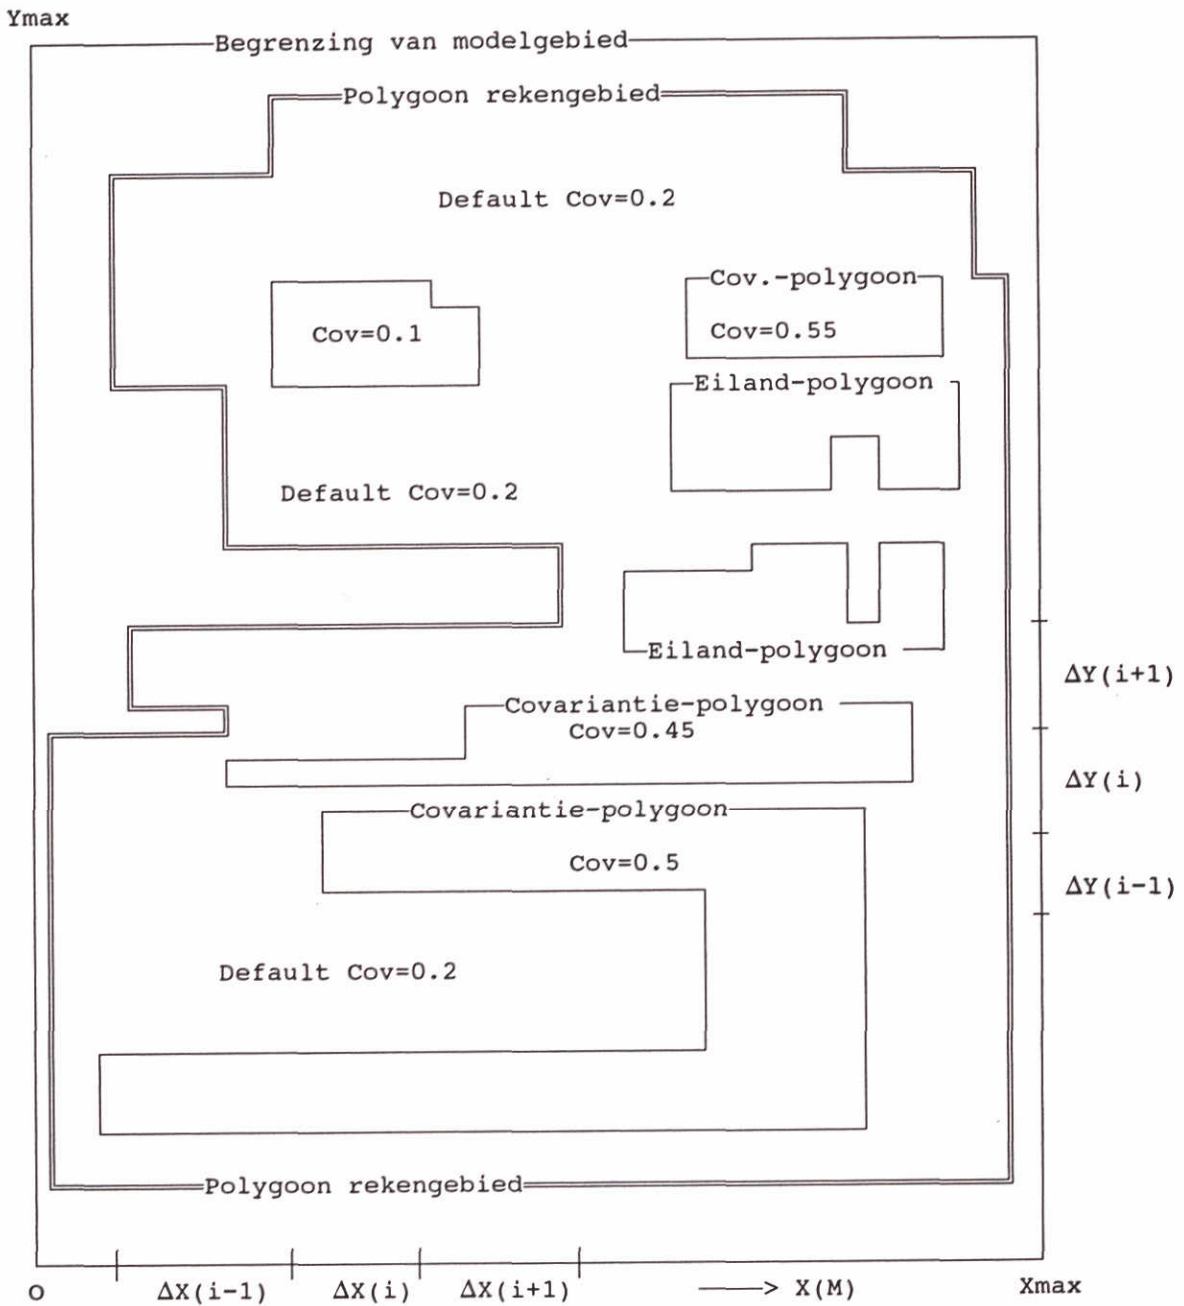 Ymax
Begrenzing van modelgebied
Polygoon rekengebied
Default Cov=0.2
Cov.-polygoon
Cov=0.1
Cov=0.55
Eiland-polygoon
Default Cov=0.2
Eiland-polygoon
ΔY(i+1)
Covariantie-polygoon
Cov=0.45
ΔY(i)
Covariantie-polygoon
Cov=0.5
ΔY(i-1)
Default Cov=0.2
Polygoon rekengebied
O ΔX(i-1) ΔX(i) ΔX(i+1) ——> X(M) Xmax